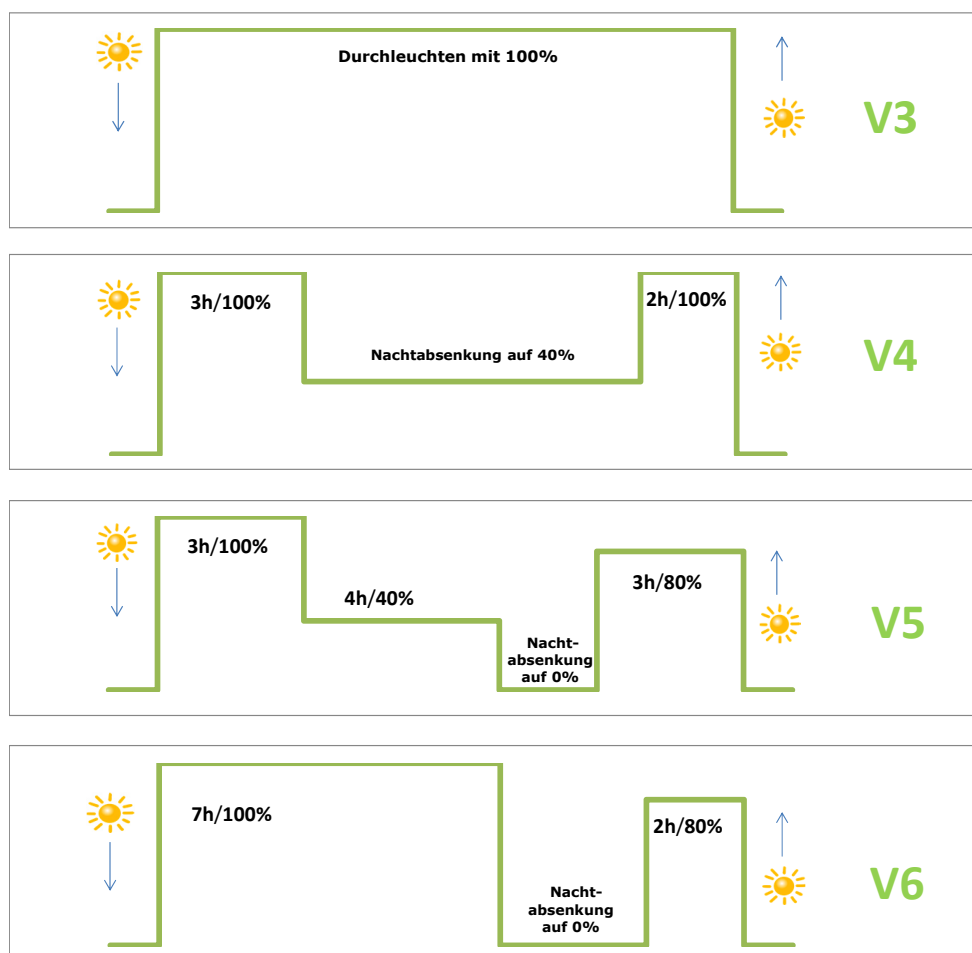 Durchleuchten mit 100%
V3
3h/100%
2h/100%
Nachtabsenkung auf 40%
V4
3h/100%
4h/40%
3h/80%
Nacht-
absenkung
auf 0%
V5
7h/100%
2h/80%
Nacht-
absenkung
auf 0%
V6